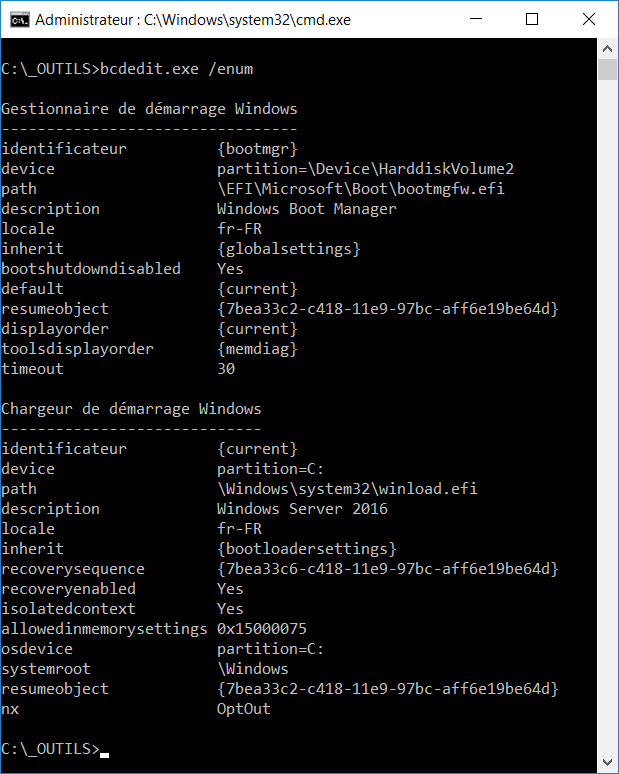 Administrateur : C:\Windows\system32\cmd.exe
C:\_OUTILS>bcdedit.exe /enum
Gestionnaire de démarrage Windows
---------------------------------
identificateur          {bootmgr}
device                  partition=\Device\HarddiskVolume2
path                    \EFI\Microsoft\Boot\bootmgfw.efi
description             Windows Boot Manager
locale                  fr-FR
inherit                 {globalsettings}
bootshutdowndisabled    Yes
default                 {current}
resumeobject            {7bea33c2-c418-11e9-97bc-aff6e19be64d}
displayorder            {current}
toolsdisplayorder       {memdiag}
timeout                 30
Chargeur de démarrage Windows
-----------------------------
identificateur          {current}
device                  partition=C:
path                    \Windows\system32\winload.efi
description             Windows Server 2016
locale                  fr-FR
inherit                 {bootloadersettings}
recoverysequence        {7bea33c6-c418-11e9-97bc-aff6e19be64d}
recoveryenabled         Yes
isolatedcontext         Yes
allowedinmemorysettings 0x15000075
osdevice                partition=C:
systemroot              \Windows
resumeobject            {7bea33c2-c418-11e9-97bc-aff6e19be64d}
nx                      OptOut
C:\_OUTILS>